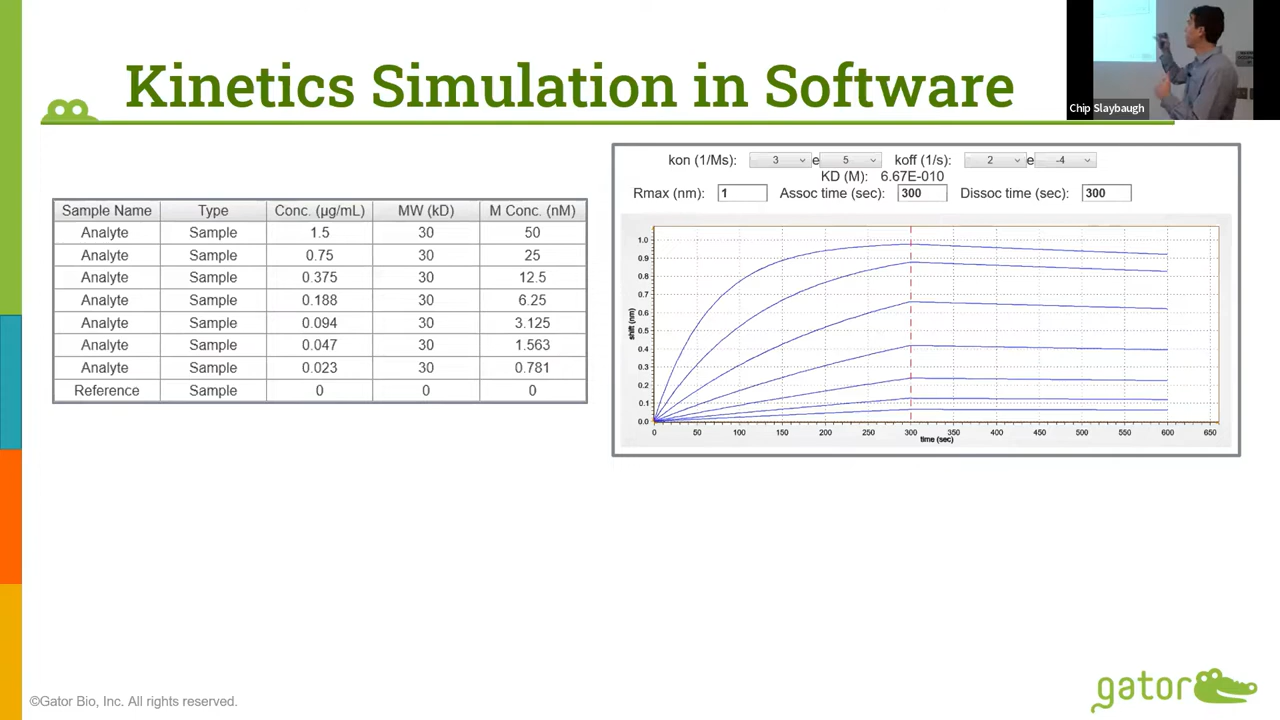 Kinetics Simulation in Software
Chip Slaybaugh
Sample Name Type Conc. (µg/mL) MW (kD) M Conc. (nM)
Analyte Sample 1.5 30 50
Analyte Sample 0.75 30 25
Analyte Sample 0.375 30 12.5
Analyte Sample 0.188 30 6.25
Analyte Sample 0.094 30 3.125
Analyte Sample 0.047 30 1.563
Analyte Sample 0.023 30 0.781
Reference Sample 0 0 0
kon (1/Ms): 3 e 5 koff (1/s): 2 e -4
KD (M): 6.67E-010
Rmax (nm): 1 Assoc time (sec): 300 Dissoc time (sec): 300
1.0
0.9
0.8
0.7
0.6
0.5
0.4
0.3
0.2
0.1
0.0
shift (nm)
0 50 100 150 200 250 300 350 400 450 500 550 600 650
time (sec)
©Gator Bio, Inc. All rights reserved.
gator